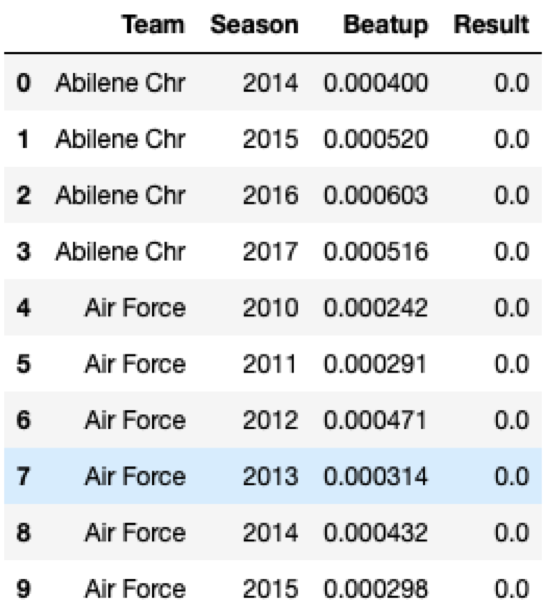 Team Season Beatup Result
0 Abilene Chr 2014 0.000400 0.0
1 Abilene Chr 2015 0.000520 0.0
2 Abilene Chr 2016 0.000603 0.0
3 Abilene Chr 2017 0.000516 0.0
4 Air Force 2010 0.000242 0.0
5 Air Force 2011 0.000291 0.0
6 Air Force 2012 0.000471 0.0
7 Air Force 2013 0.000314 0.0
8 Air Force 2014 0.000432 0.0
9 Air Force 2015 0.000298 0.0